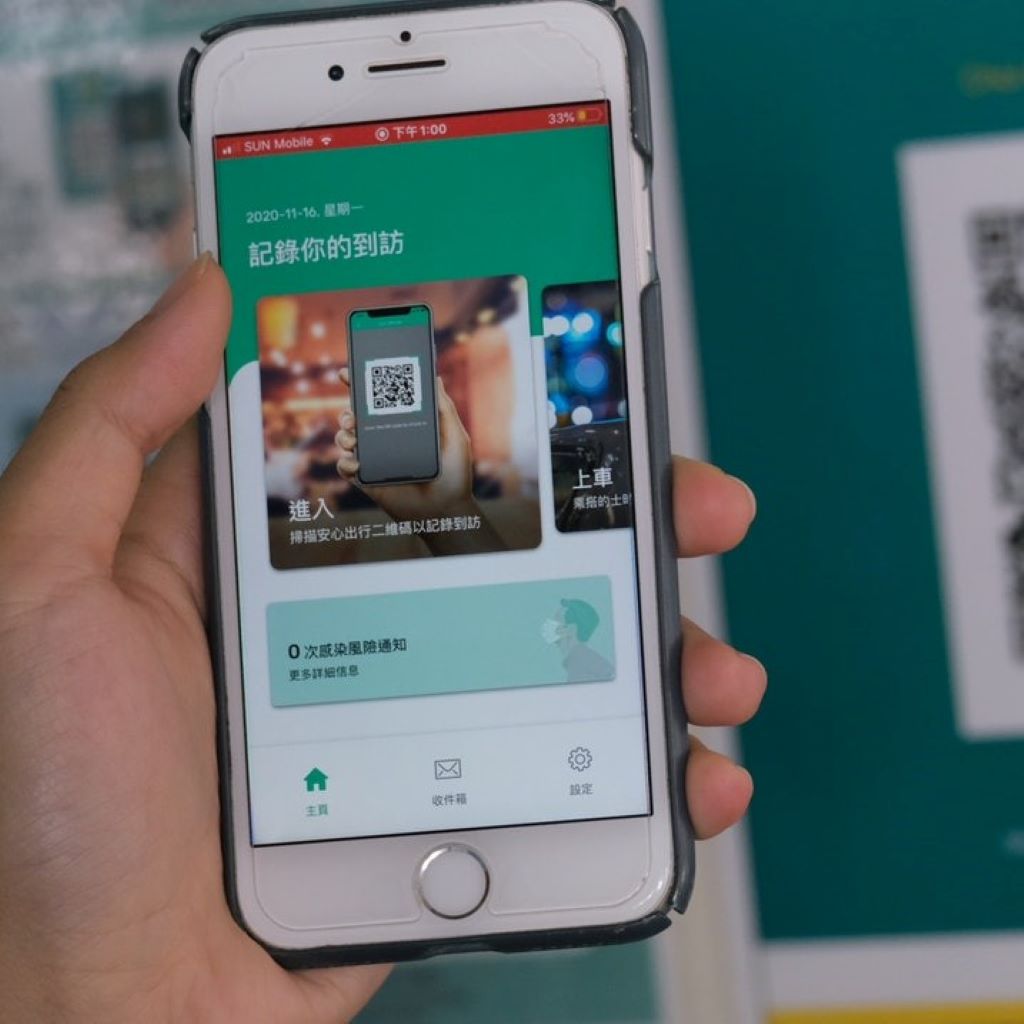 SUN Mobile 下午1:00 33%
2020-11-16, 星期一
記錄你的到訪
進入
掃描安心出行二維碼以記錄到訪
上車
乘搭的士時
0 次感染風險通知
更多詳細信息
主頁 收件箱 設定